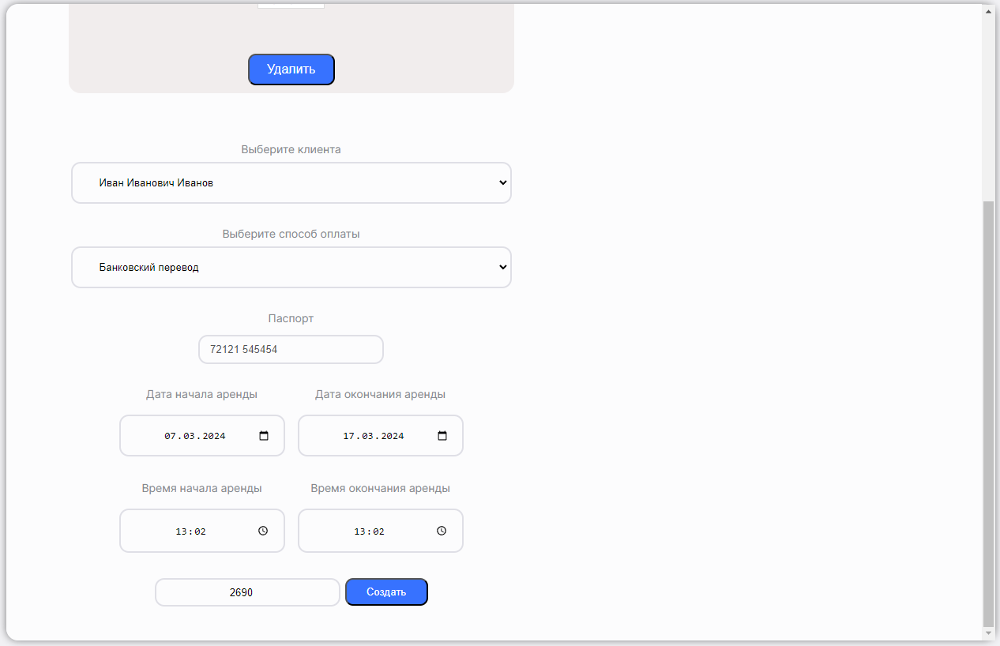 Удалить
Выберите клиента
Иван Иванович Иванов
Выберите способ оплаты
Банковский перевод
Паспорт
72121 545454
Дата начала аренды Дата окончания аренды
07.03.2024 17.03.2024
Время начала аренды Время окончания аренды
13:02 13:02
2690 Создать